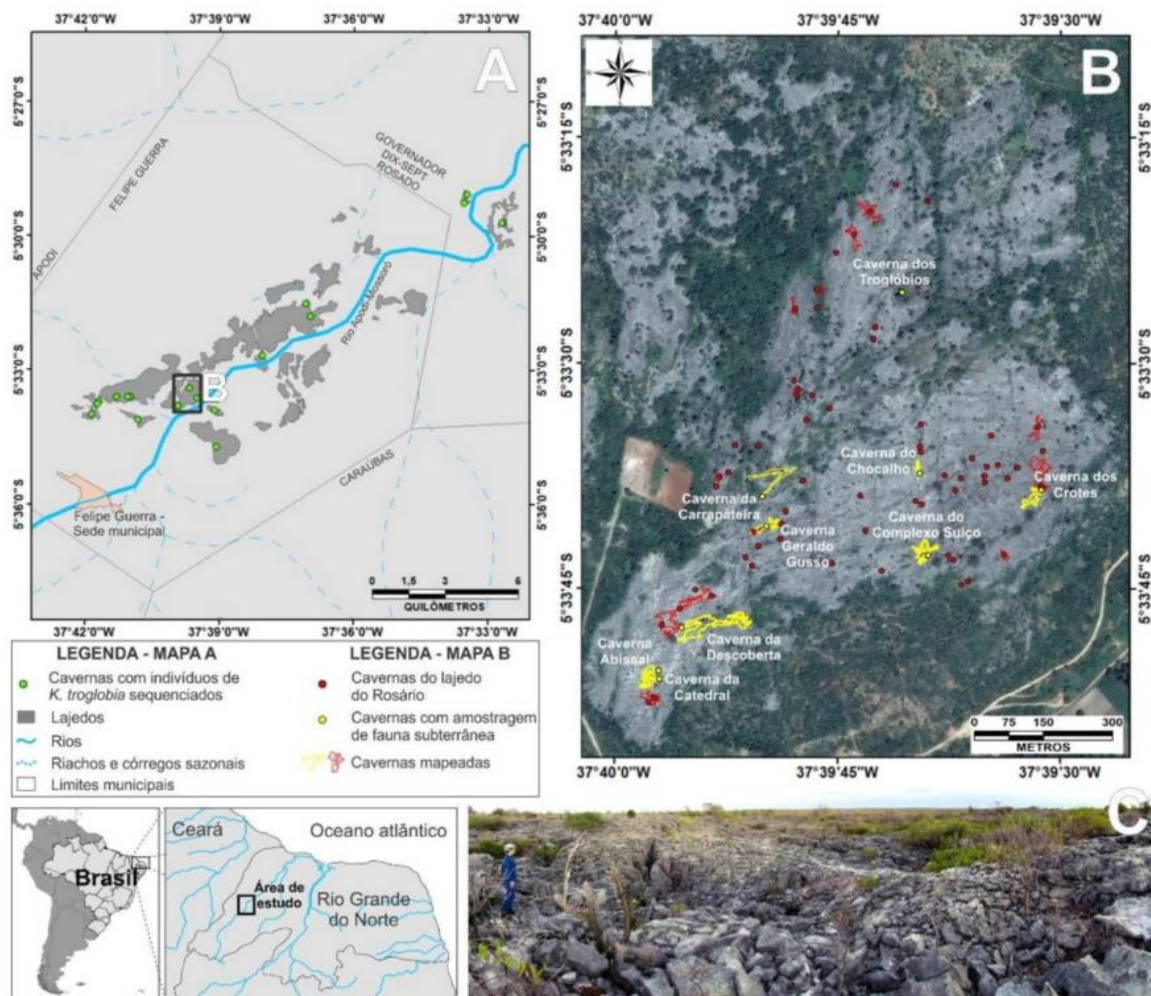 37°42'0"W
37°39'0"W
37°36'0"W
37°33'0"W
A
5°27'0"S
5°30'0"S
5°33'0"S
5°36'0"S
5°27'0"S
5°30'0"S
5°33'0"S
5°36'0"S
FELIPE GUERRA
APODI
GOVERNADOR
DIX-SEPT
ROSADO
Rio Apodi-Mossoró
B
CARAÚBAS
Felipe Guerra -
Sede municipal
0 1,5 3 6
QUILÔMETROS
37°42'0"W
37°39'0"W
37°36'0"W
37°33'0"W
37°40'0"W
37°39'45"W
37°39'30"W
B
5°33'15"S
5°33'30"S
5°33'45"S
5°33'15"S
5°33'30"S
5°33'45"S
Caverna dos
Troglóbios
Caverna do
Chocalho
Caverna dos
Crotes
Caverna da
Carrapateira
Caverna do
Complexo Suiço
Caverna
Geraldo
Gusso
Caverna da
Descoberta
Caverna
Abissal
Caverna da
Catedral
0 75 150 300
METROS
37°40'0"W
37°39'45"W
37°39'30"W
LEGENDA - MAPA A
Cavernas com indivíduos de
K. troglobia sequenciados
Lajedos
Rios
Riachos e córregos sazonais
Limites municipais
LEGENDA - MAPA B
Cavernas do lajedo
do Rosário
Cavernas com amostragem
de fauna subterrânea
Cavernas mapeadas
Brasil
Ceará
Oceano atlântico
Área de
estudo
Rio Grande
do Norte
C